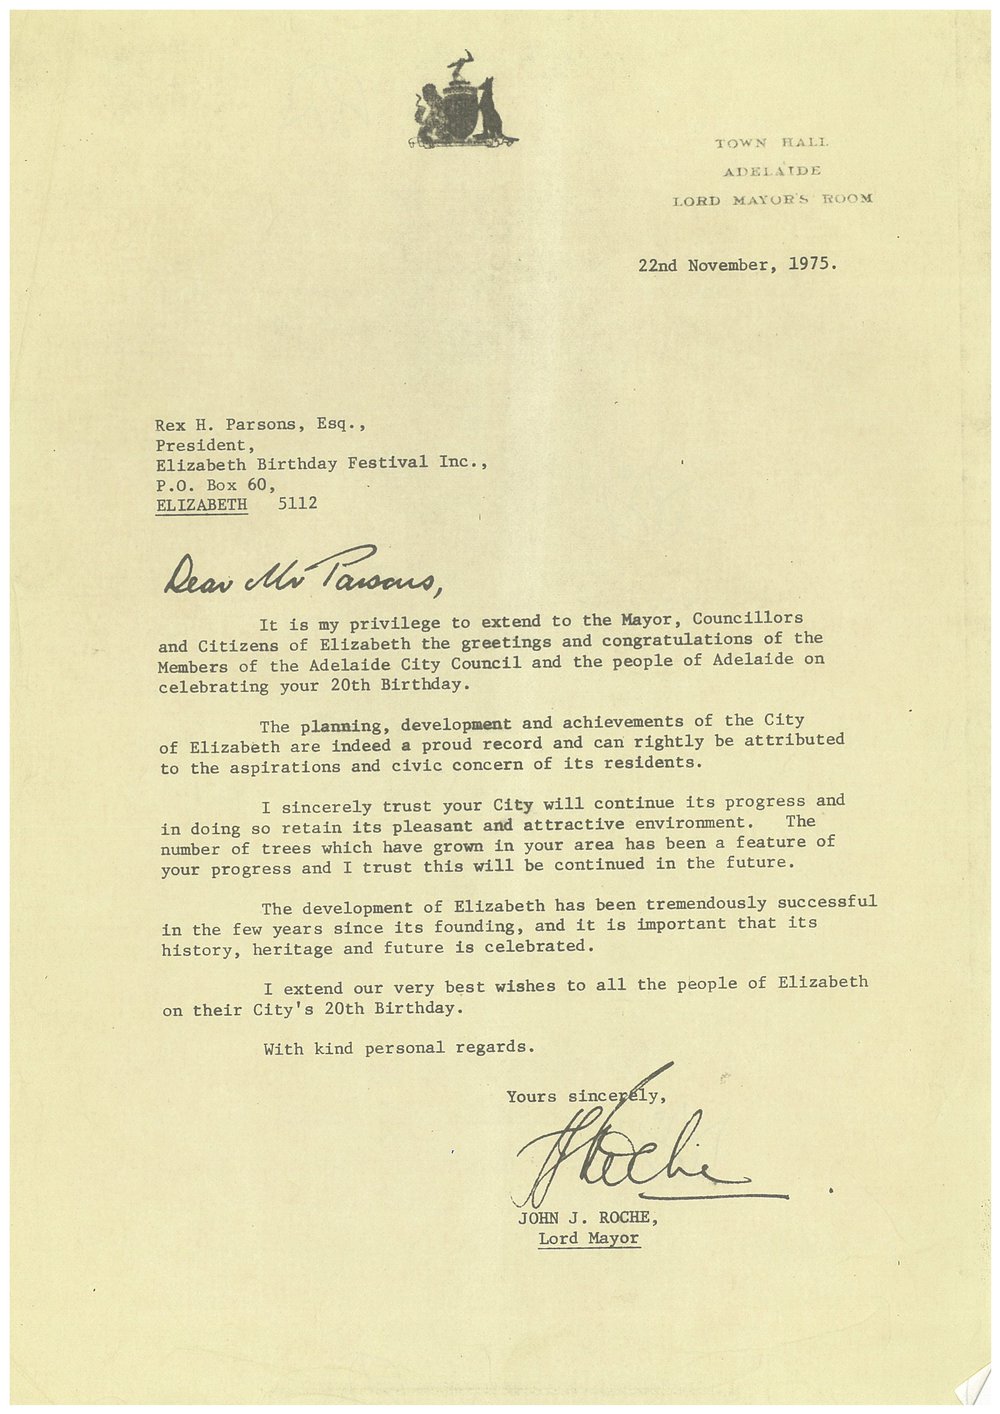 TOWN HALL
ADELAIDE
LORD MAYOR'S ROOM
22nd November, 1975.
Rex H. Parsons, Esq.,
President,
Elizabeth Birthday Festival Inc.,
P.O. Box 60,
ELIZABETH 5112
Dear Mr Parsons,
It is my privilege to extend to the Mayor, Councillors
and Citizens of Elizabeth the greetings and congratulations of the
Members of the Adelaide City Council and the people of Adelaide on
celebrating your 20th Birthday.
The planning, development and achievements of the City
of Elizabeth are indeed a proud record and can rightly be attributed
to the aspirations and civic concern of its residents.
I sincerely trust your City will continue its progress and
in doing so retain its pleasant and attractive environment. The
number of trees which have grown in your area has been a feature of
your progress and I trust this will be continued in the future.
The development of Elizabeth has been tremendously successful
in the few years since its founding, and it is important that its
history, heritage and future is celebrated.
I extend our very best wishes to all the people of Elizabeth
on their City's 20th Birthday.
With kind personal regards.
Yours sincerely,
JJRoche
JOHN J. ROCHE,
Lord Mayor